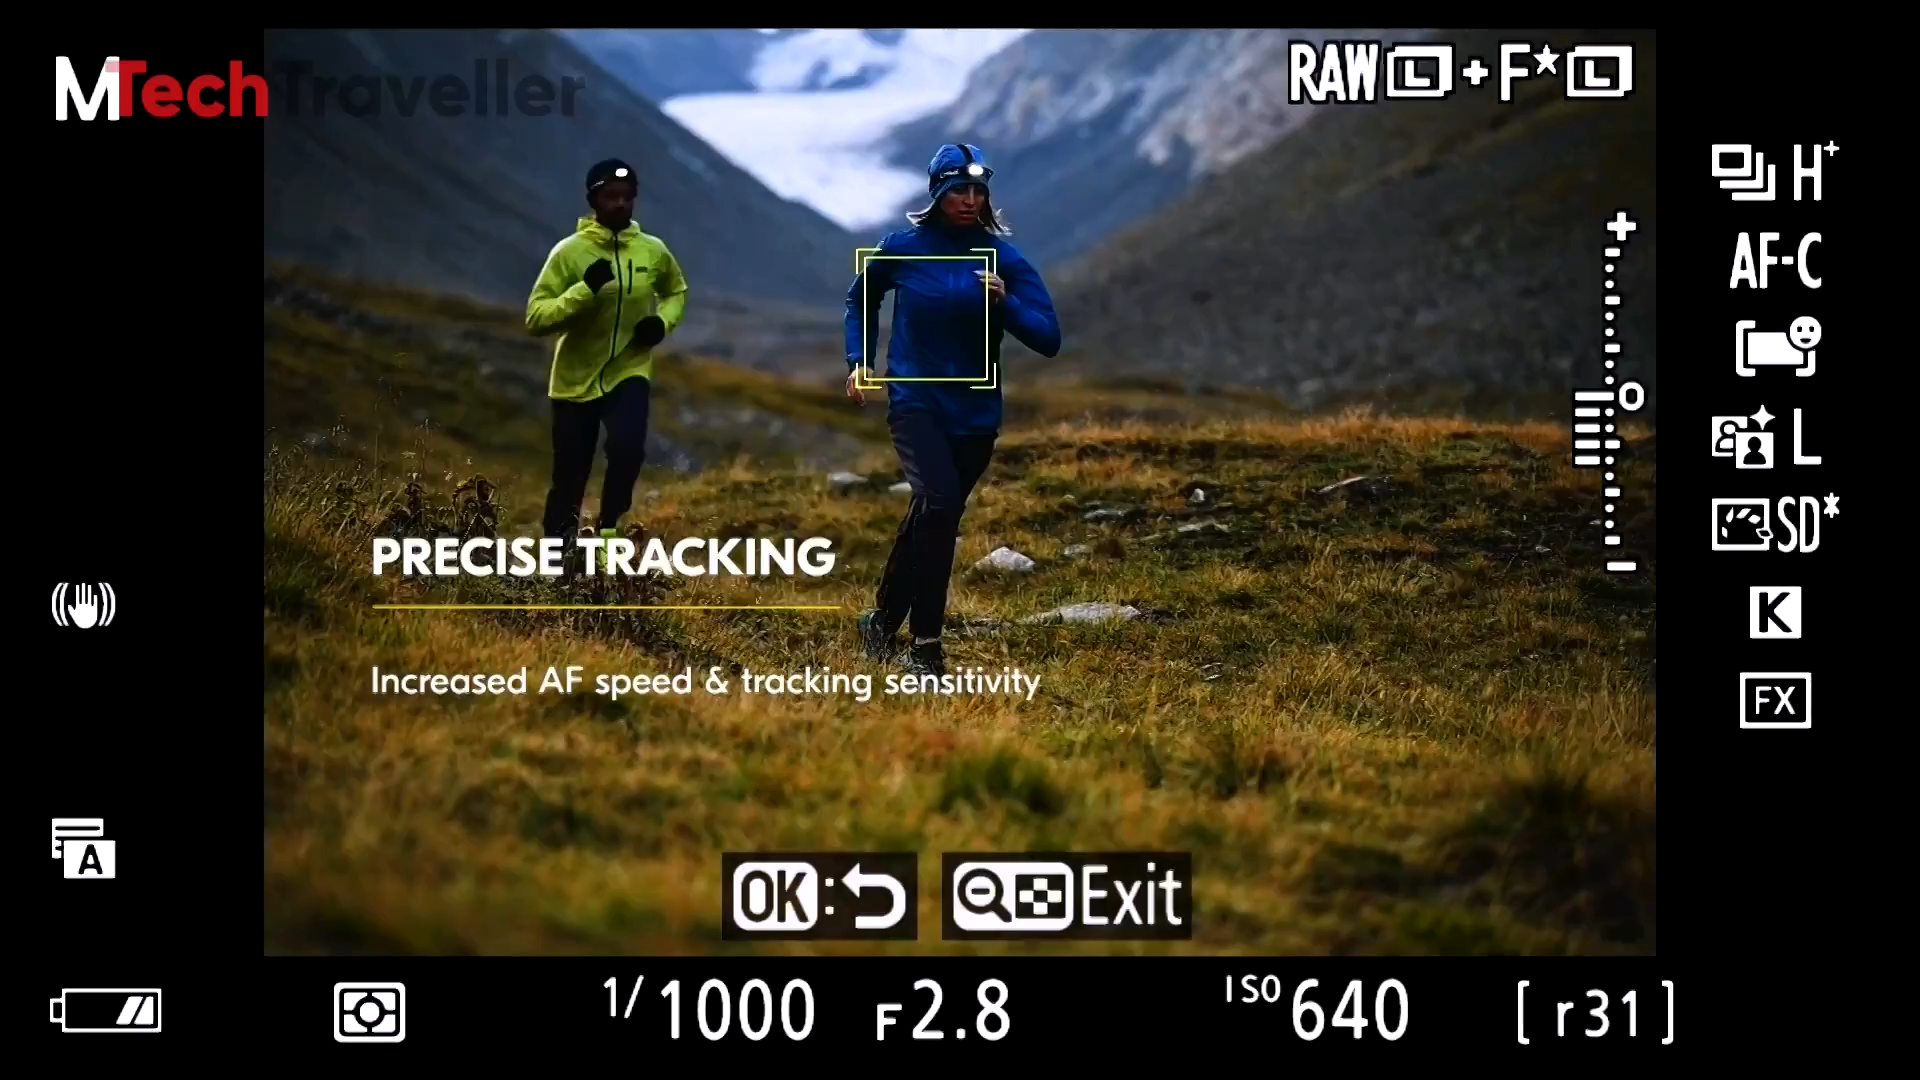 MTechTraveller
RAW L + F★ L
H+
AF-C
L
SD*
K
FX
PRECISE TRACKING
Increased AF speed & tracking sensitivity
OK: Exit
A
1/1000 F2.8 ISO 640 [ r31 ]